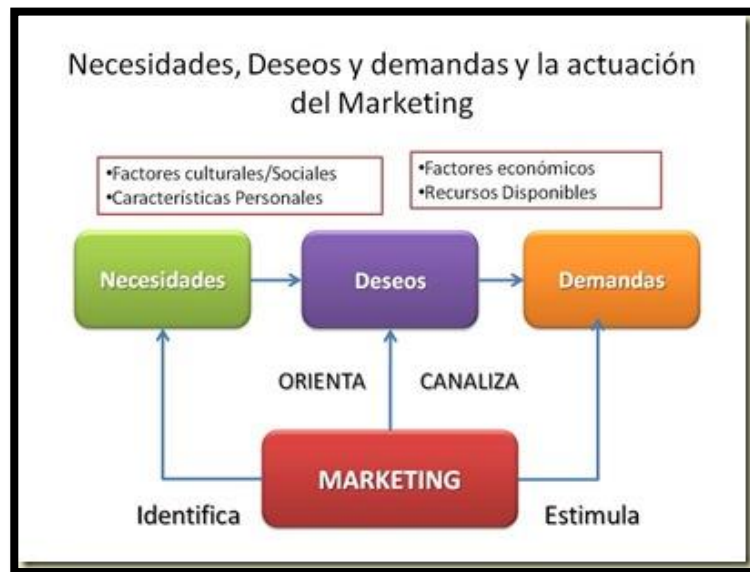 Necesidades, Deseos y demandas y la actuación
del Marketing
•Factores culturales/Sociales
•Características Personales
•Factores económicos
•Recursos Disponibles
Necesidades
Deseos
Demandas
ORIENTA
CANALIZA
MARKETING
Identifica
Estimula